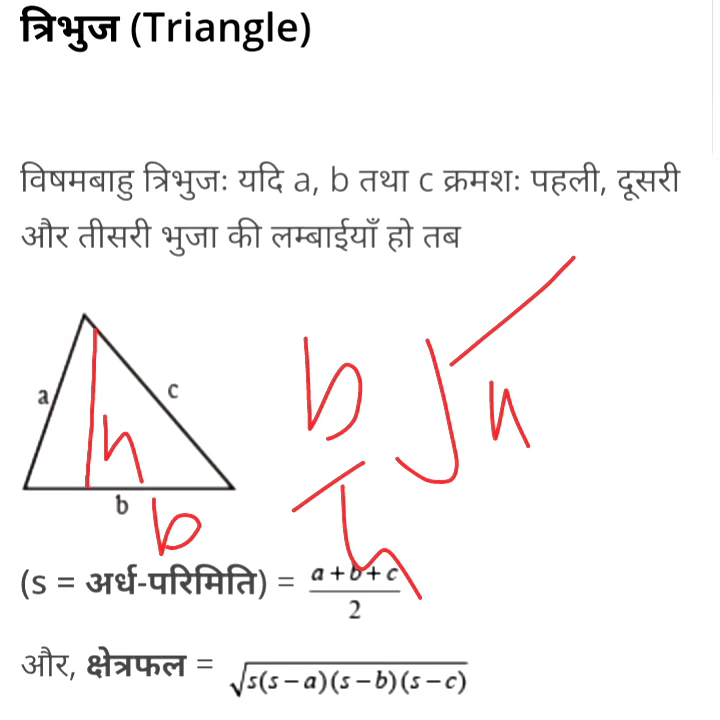 त्रिभुज (Triangle)
विषमबाहु त्रिभुज: यदि a, b तथा c क्रमश: पहली, दूसरी
और तीसरी भुजा की लम्बाईयाँ हो तब
a
c
h
b
b
b
h
√
h
(s = अर्ध-परिमिति) = a+b+c
2
और, क्षेत्रफल = √s(s−a)(s−b)(s−c)